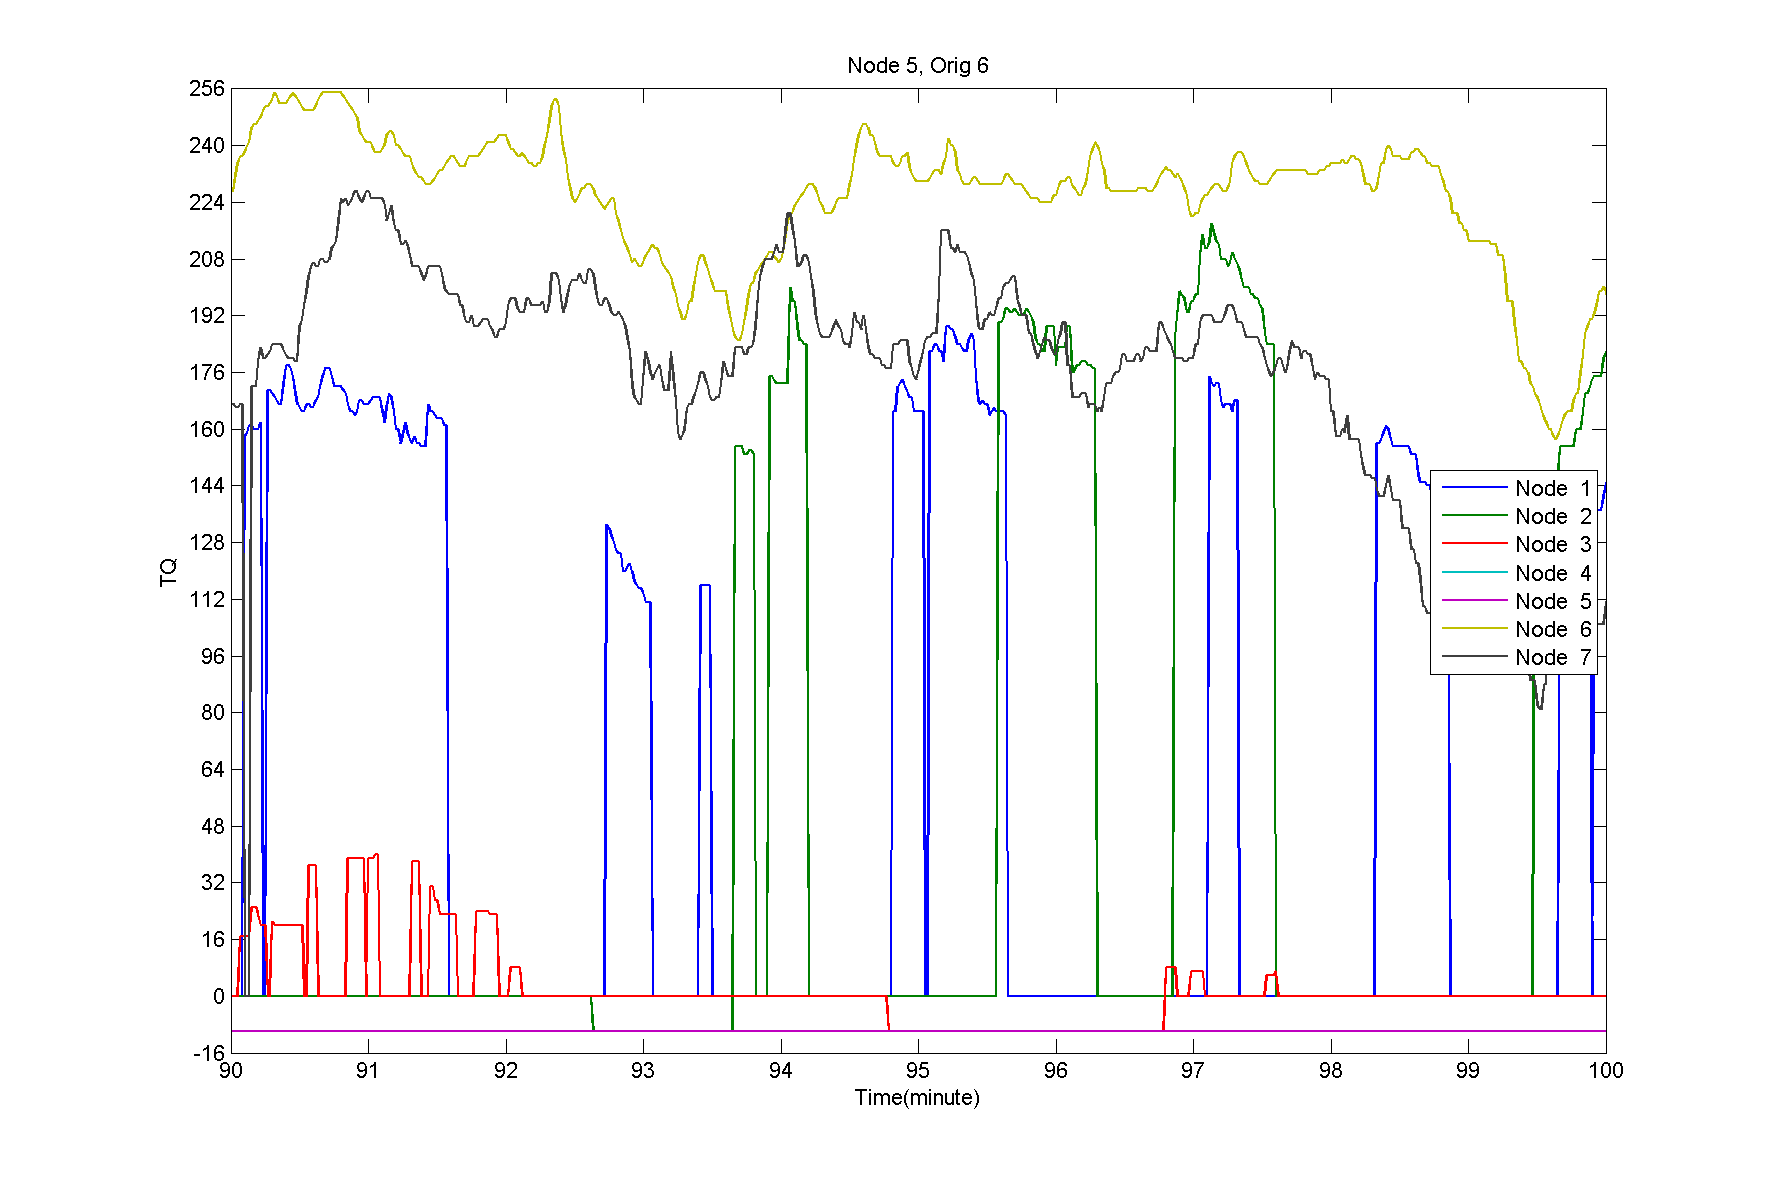 Node 5, Orig 6
256
240
224
208
192
176
160
144
128
112
96
80
64
48
32
16
0
-16
TQ
Node 1
Node 2
Node 3
Node 4
Node 5
Node 6
Node 7
90 91 92 93 94 95 96 97 98 99 100
Time(minute)